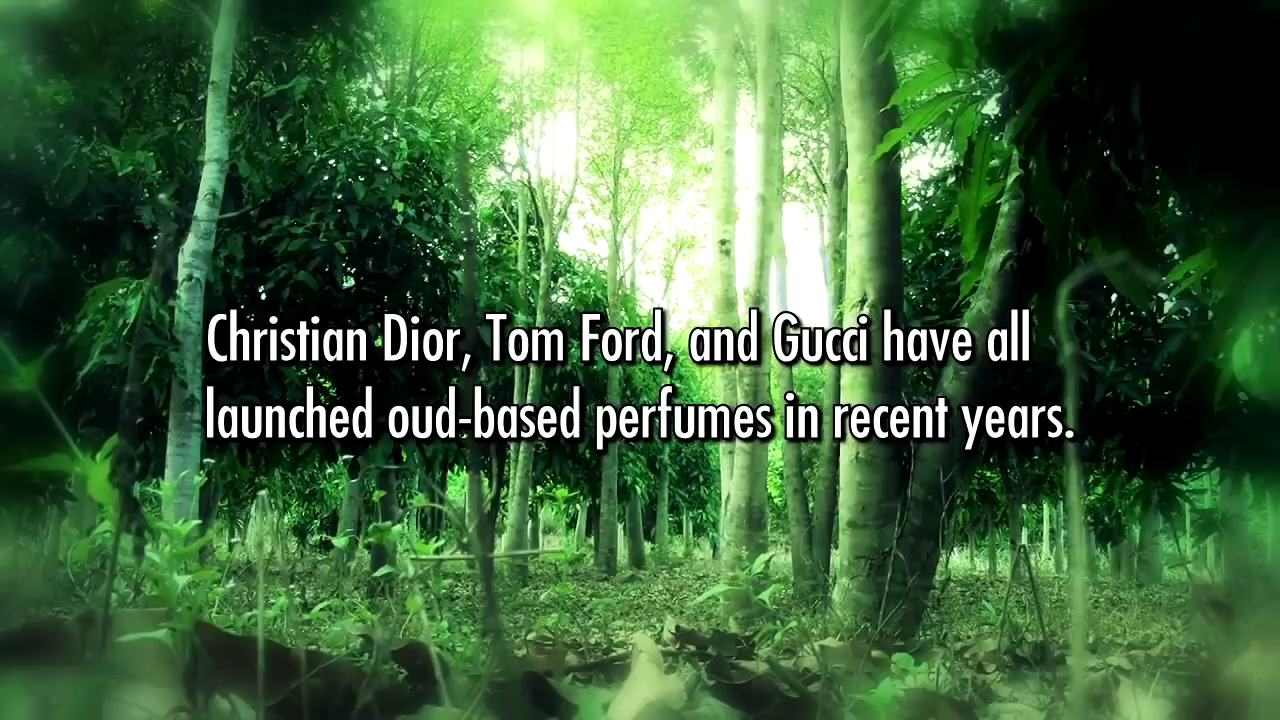 Christian Dior, Tom Ford, and Gucci have all
launched oud-based perfumes in recent years.